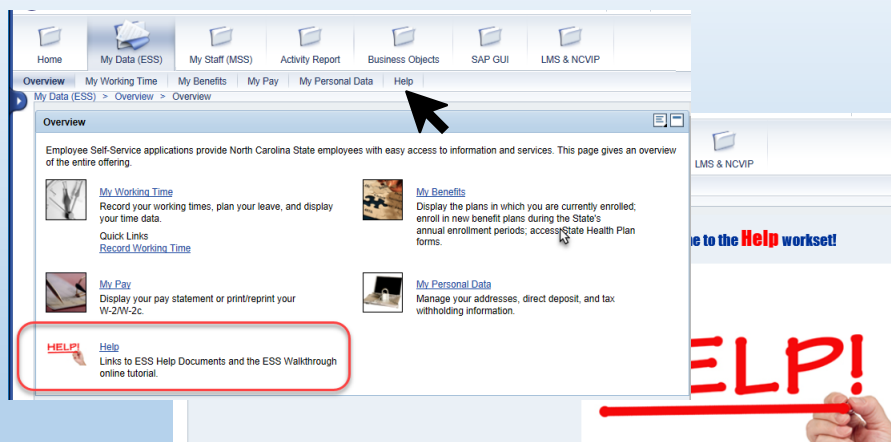 Home
My Data (ESS)
My Staff (MSS)
Activity Report
Business Objects
SAP GUI
LMS & NCVIP
Overview
My Working Time
My Benefits
My Pay
My Personal Data
Help
My Data (ESS) > Overview > Overview
Overview
Employee Self-Service applications provide North Carolina State employees with easy access to information and services. This page gives an overview
of the entire offering.
My Working Time
Record your working times, plan your leave, and display
your time data.
Quick Links
Record Working Time
My Benefits
Display the plans in which you are currently enrolled;
enroll in new benefit plans during the State's
annual enrollment periods; access State Health Plan
forms.
My Pay
Display your pay statement or print/reprint your
W-2/W-2c.
My Personal Data
Manage your addresses, direct deposit, and tax
withholding information.
HELP!
Help
Links to ESS Help Documents and the ESS Walkthrough
online tutorial.
LMS & NCVIP
e to the Help workset!
ELP!